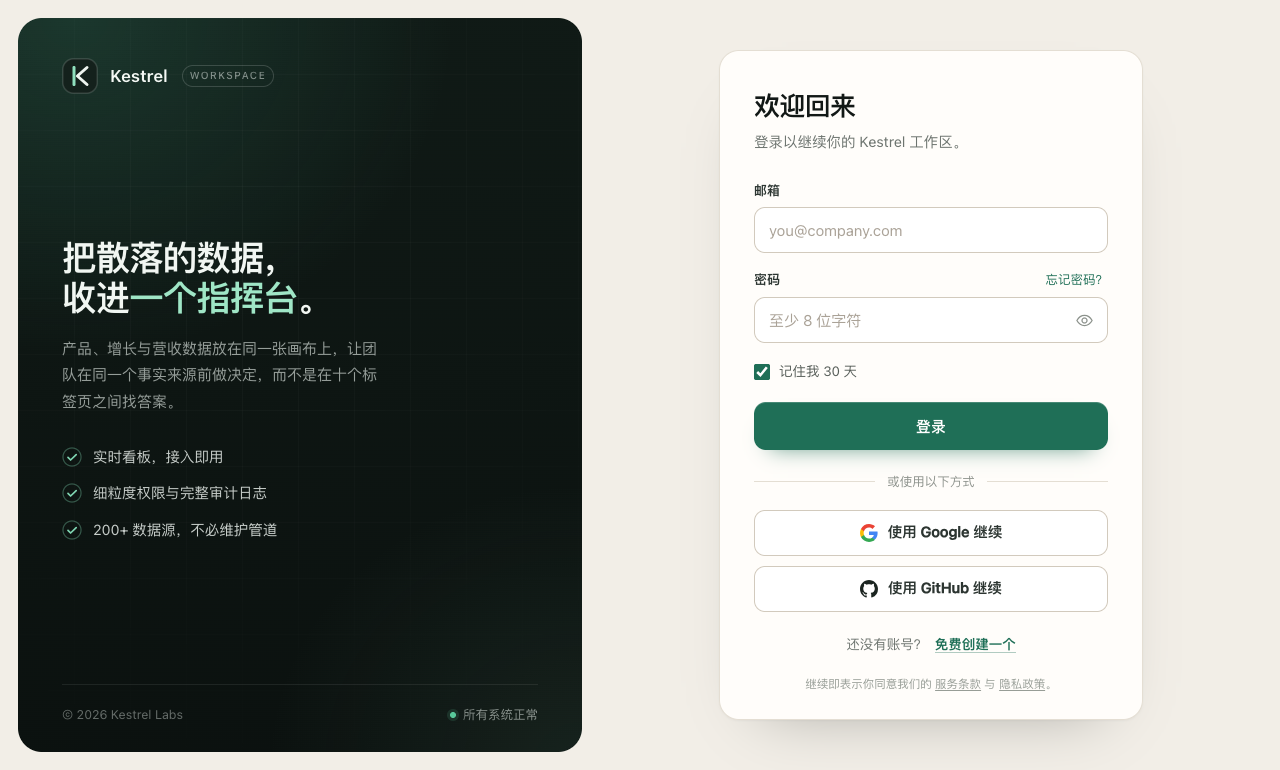 Kestrel WORKSPACE
把散落的数据，
收进一个指挥台。
产品、增长与营收数据放在同一张画布上，让团
队在同一个事实来源前做决定，而不是在十个标
签页之间找答案。
实时看板，接入即用
细粒度权限与完整审计日志
200+ 数据源，不必维护管道
© 2026 Kestrel Labs
所有系统正常
欢迎回来
登录以继续你的 Kestrel 工作区。
邮箱
you@company.com
密码
忘记密码?
至少 8 位字符
记住我 30 天
登录
或使用以下方式
使用 Google 继续
使用 GitHub 继续
还没有账号? 免费创建一个
继续即表示你同意我们的 服务条款 与 隐私政策。